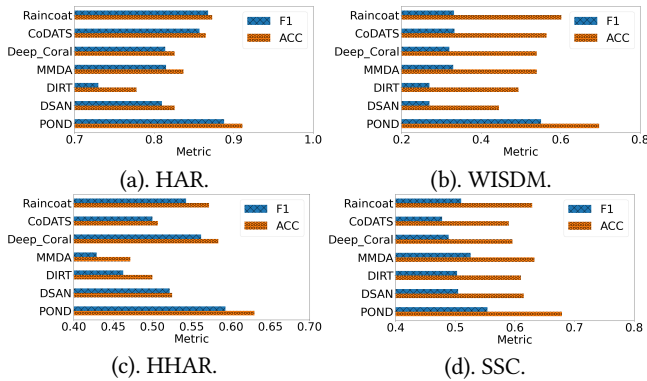 Raincoat
CoDATS
Deep_Coral
MMDA
DIRT
DSAN
POND
F1
ACC
0.7 0.8 0.9 1.0
Metric
(a). HAR.
Raincoat
CoDATS
Deep_Coral
MMDA
DIRT
DSAN
POND
F1
ACC
0.2 0.4 0.6 0.8
Metric
(b). WISDM.
Raincoat
CoDATS
Deep_Coral
MMDA
DIRT
DSAN
POND
F1
ACC
0.40 0.45 0.50 0.55 0.60 0.65 0.70
Metric
(c). HHAR.
Raincoat
CoDATS
Deep_Coral
MMDA
DIRT
DSAN
POND
F1
ACC
0.4 0.5 0.6 0.7 0.8
Metric
(d). SSC.